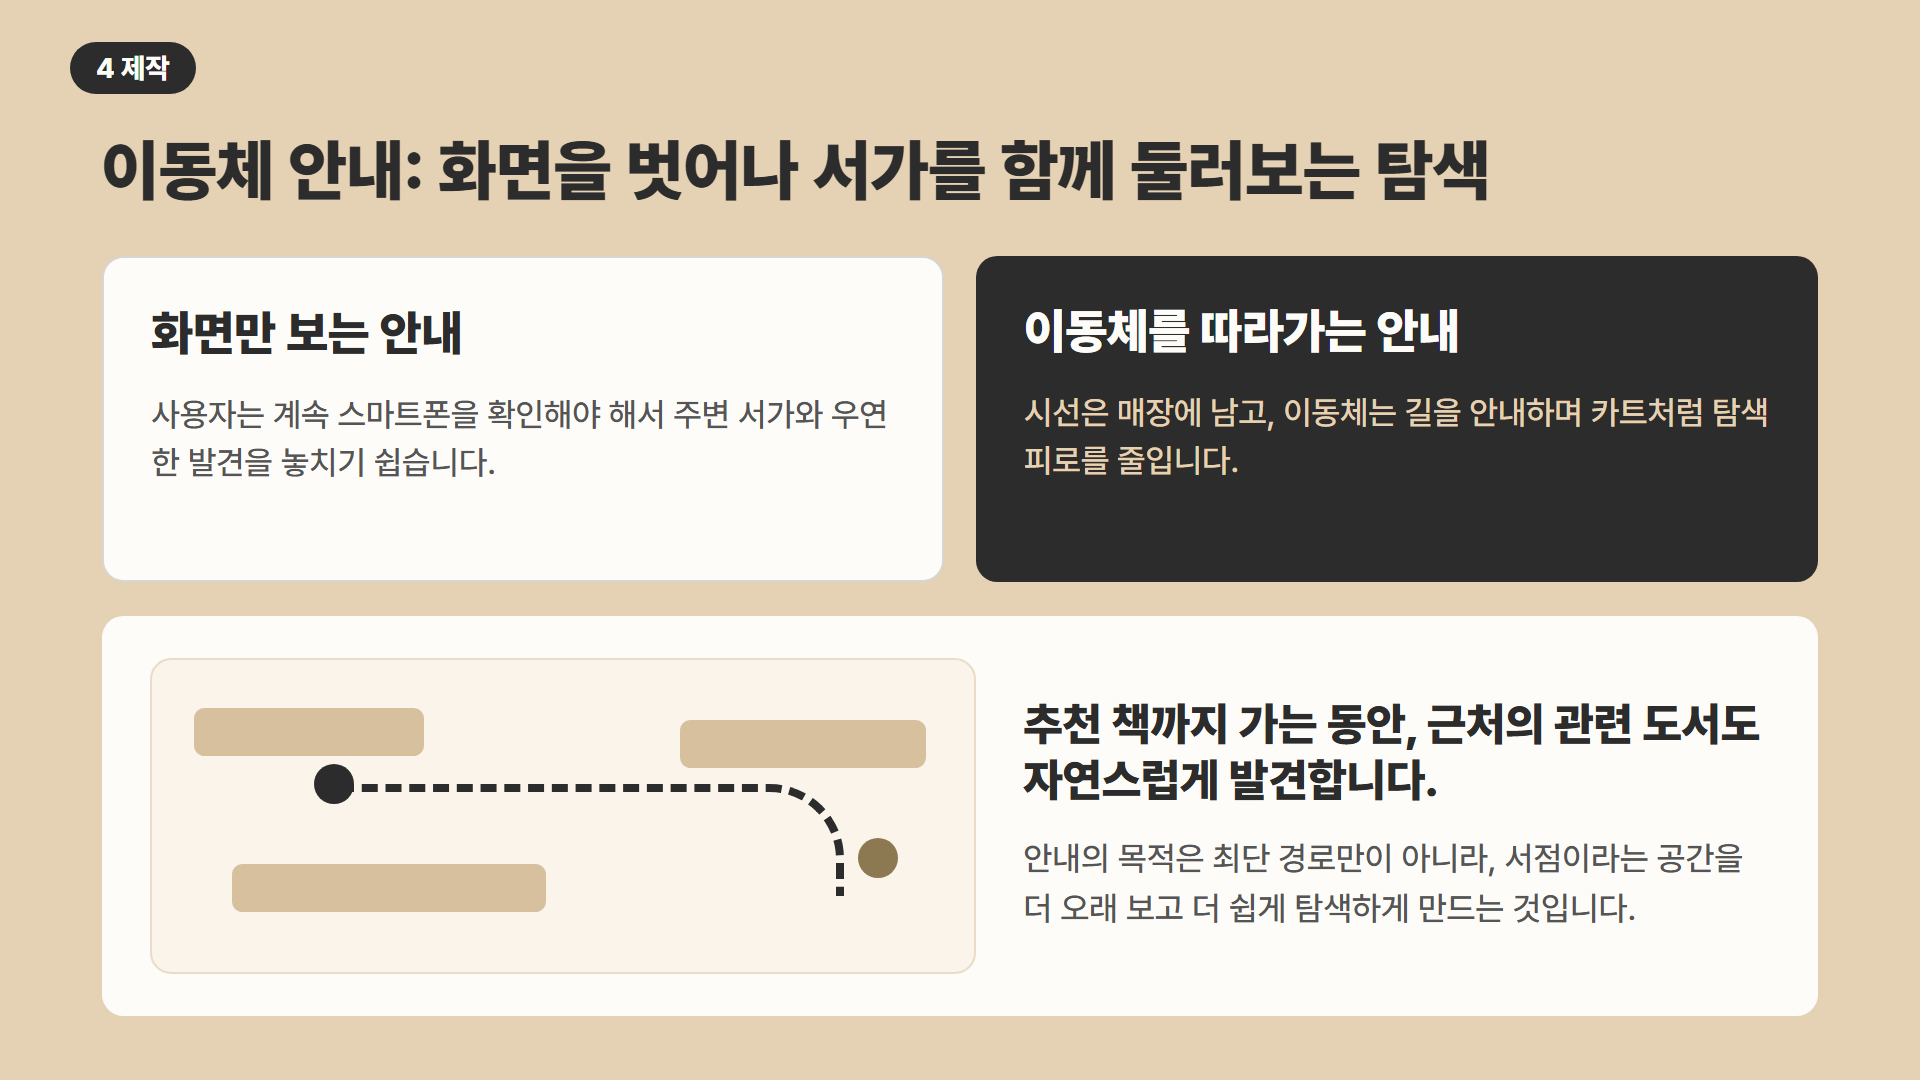 4 제작
이동체 안내: 화면을 벗어나 서가를 함께 둘러보는 탐색
화면만 보는 안내
사용자는 계속 스마트폰을 확인해야 해서 주변 서가와 우연
한 발견을 놓치기 쉽습니다.
이동체를 따라가는 안내
시선은 매장에 남고, 이동체는 길을 안내하며 카트처럼 탐색
피로를 줄입니다.
추천 책까지 가는 동안, 근처의 관련 도서도
자연스럽게 발견합니다.
안내의 목적은 최단 경로만이 아니라, 서점이라는 공간을
더 오래 보고 더 쉽게 탐색하게 만드는 것입니다.